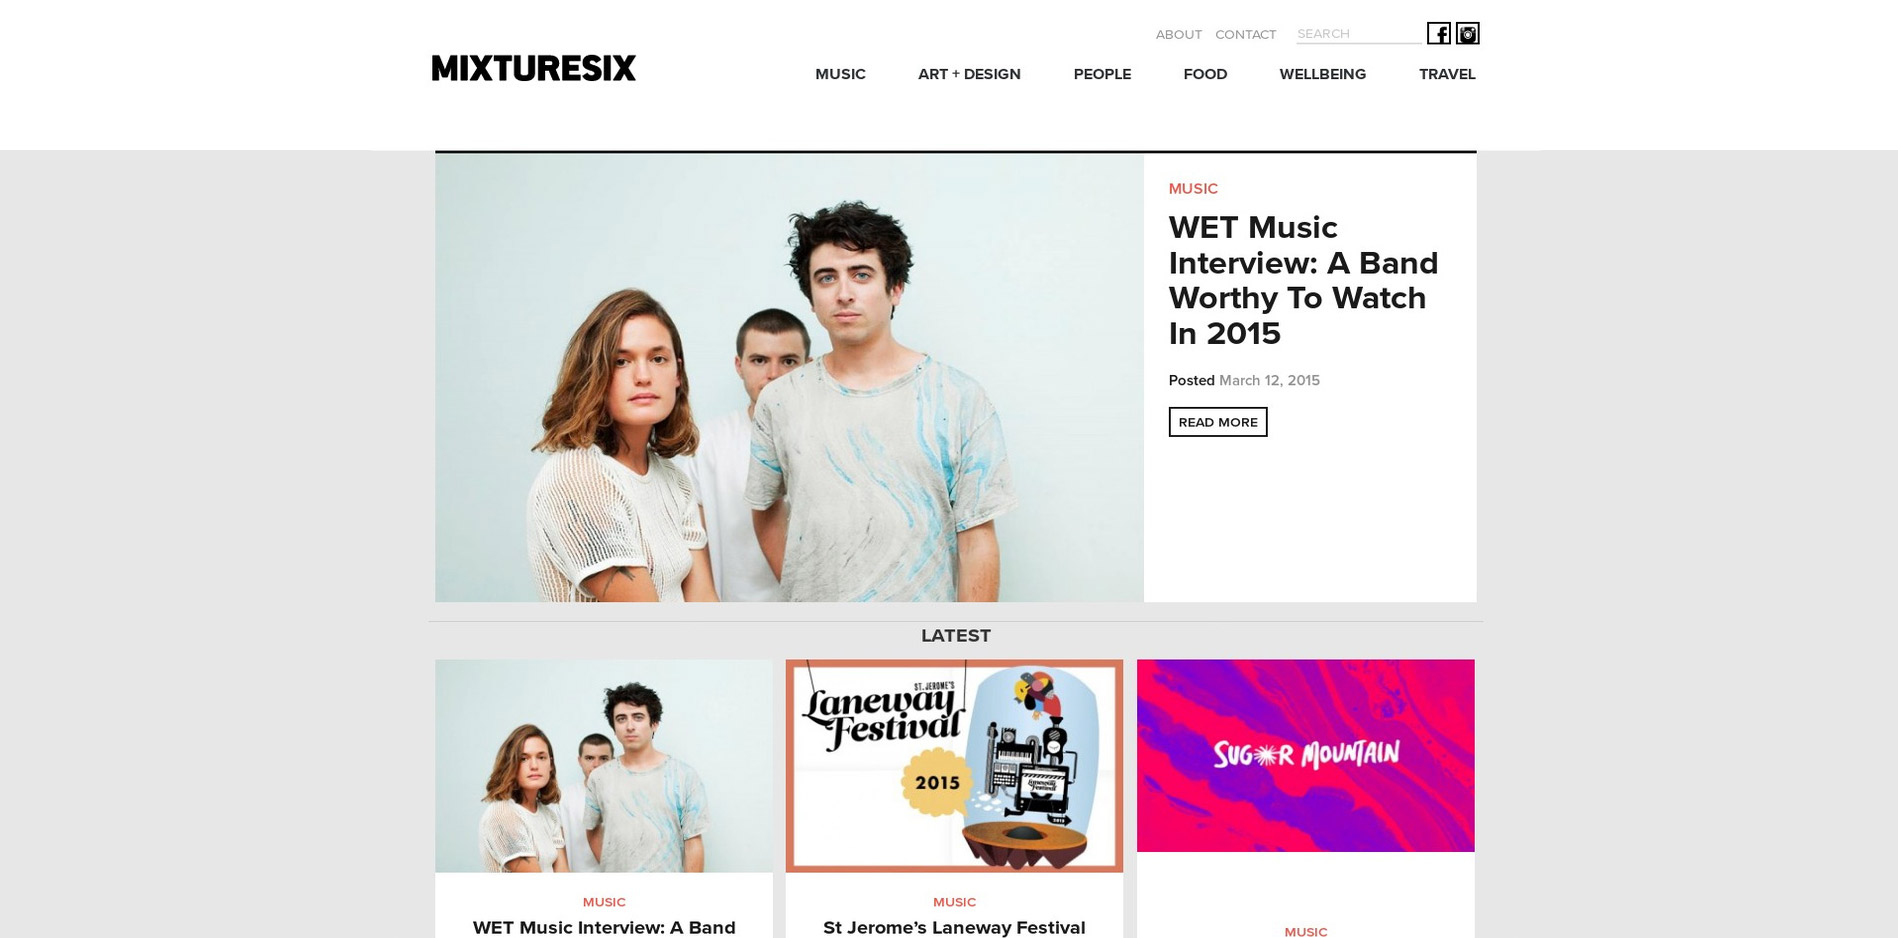 ABOUT CONTACT SEARCH
MIXTURESIX
MUSIC ART + DESIGN PEOPLE FOOD WELLBEING TRAVEL
MUSIC
WET Music
Interview: A Band
Worthy To Watch
In 2015
Posted March 12, 2015
READ MORE
LATEST
ST. JEROME'S
Laneway
Festival
2015
Laneway
Festival
SUGAR MOUNTAIN
MUSIC
WET Music Interview: A Band
MUSIC
St Jerome’s Laneway Festival
MUSIC